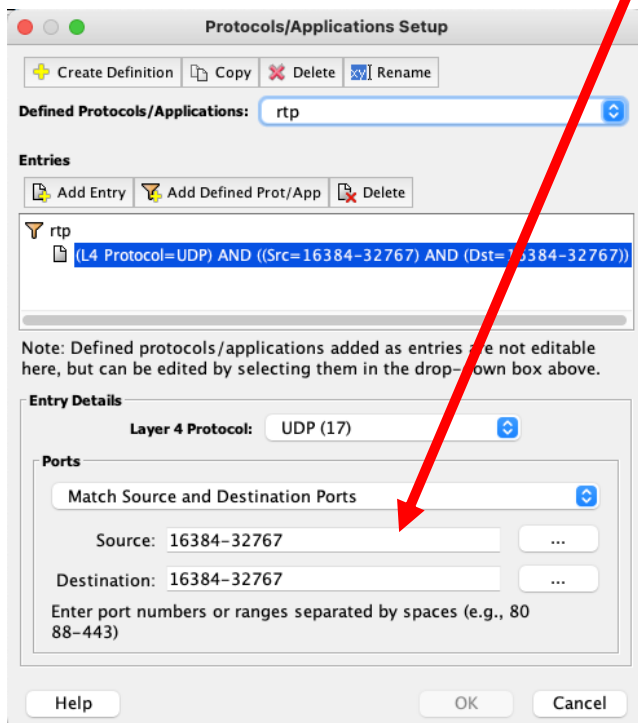 Protocols/Applications Setup
Create Definition Copy Delete Rename
Defined Protocols/Applications: rtp
Entries
Add Entry Add Defined Prot/App Delete
rtp
(L4 Protocol=UDP) AND ((Src=16384-32767) AND (Dst=16384-32767))
Note: Defined protocols/applications added as entries are not editable
here, but can be edited by selecting them in the drop-down box above.
Entry Details
Layer 4 Protocol: UDP (17)
Ports
Match Source and Destination Ports
Source: 16384-32767 ...
Destination: 16384-32767 ...
Enter port numbers or ranges separated by spaces (e.g., 80
88-443)
Help OK Cancel